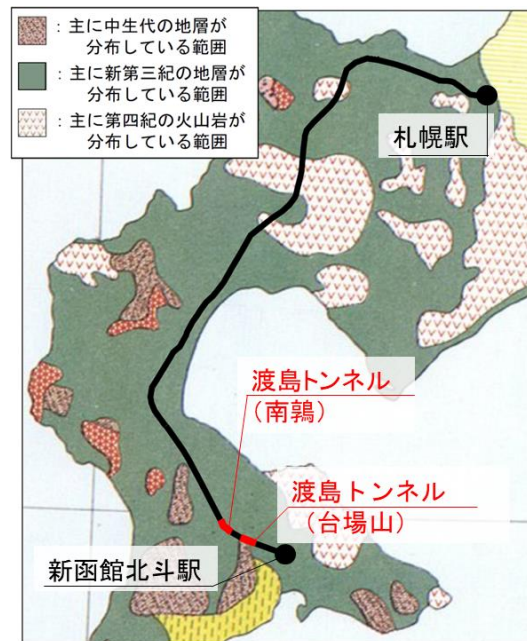 ：主に中生代の地層が
分布している範囲
：主に新第三紀の地層が
分布している範囲
：主に第四紀の火山岩が
分布している範囲
札幌駅
渡島トンネル
（南鶉）
渡島トンネル
（台場山）
新函館北斗駅